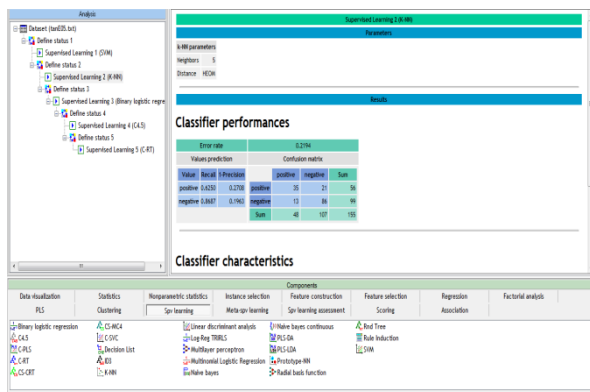 Analysis
Dataset (tanE05.txt)
Define status 1
Supervised Learning 1 (SVM)
Define status 2
Supervised Learning 2 (K-NN)
Define status 3
Supervised Learning 3 (Binary logistic regre
Define status 4
Supervised Learning 4 (C4.5)
Define status 5
Supervised Learning 5 (C-RT)
Supervised Learning 2 (K-NN)
Parameters
k-NN parameters
Neighbors 5
Distance HEOM
Results
Classifier performances
Error rate 0.2194
Values prediction Confusion matrix
Value Recall 1-Precision positive negative Sum
positive 0.6250 0.2708 positive 35 21 56
negative 0.8687 0.1963 negative 13 86 99
Sum 48 107 155
Classifier characteristics
Components
Data visualization Statistics Nonparametric statistics Instance selection Feature construction Feature selection Regression Factorial analysis
PLS Clustering Spv learning Meta-spv learning Spv learning assessment Scoring Association
Binary logistic regression CS-MC4 Linear discriminant analysis Naive bayes continuous Rnd Tree
C4.5 C-SVC Log-Reg TRIRLS PLS-DA Rule Induction
C-PLS Decision List Multilayer perceptron PLS-LDA SVM
C-RT ID3 Multinomial Logistic Regression Prototype-NN
CS-CRT K-NN Naive bayes Radial basis function